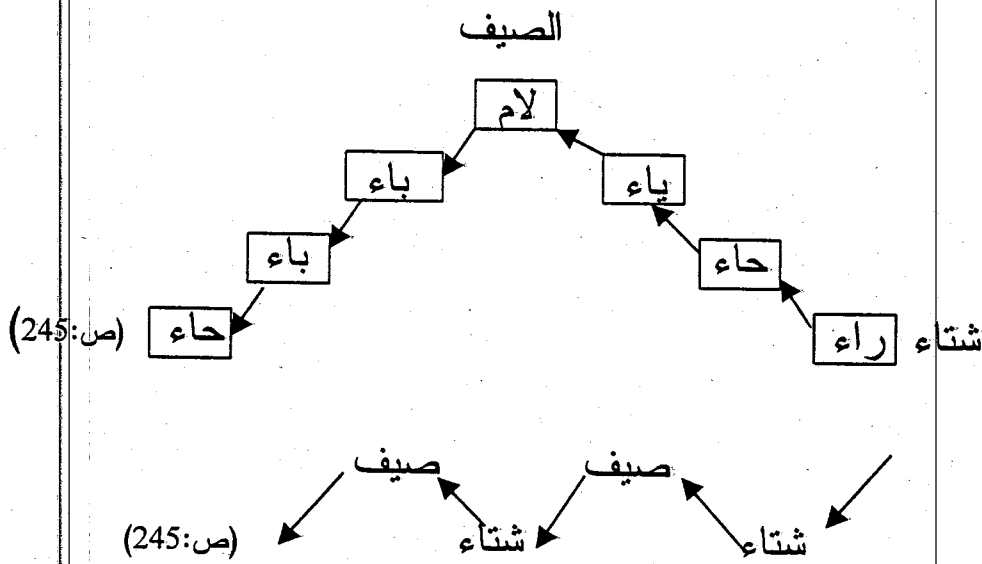 الصيف
لام
ياء باء
حاء باء
شتاء راء حاء (ص:245)
صيف صيف
شتاء شتاء (ص:245)